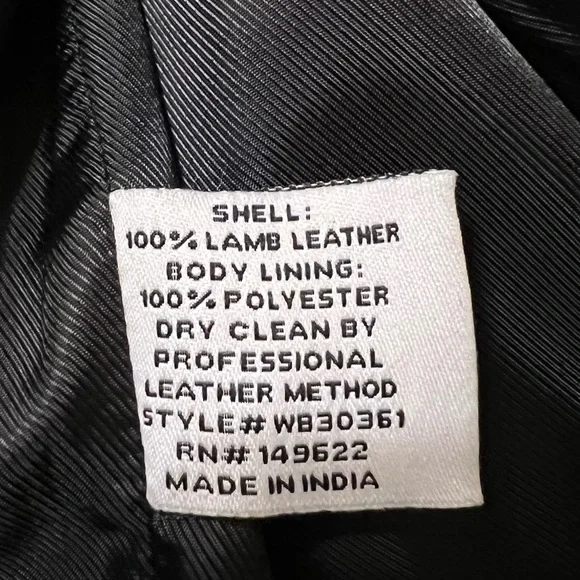 SHELL:
100% LAMB LEATHER
BODY LINING:
100% POLYESTER
DRY CLEAN BY
PROFESSIONAL
LEATHER METHOD
STYLE# WB30361
RN# 149622
MADE IN INDIA